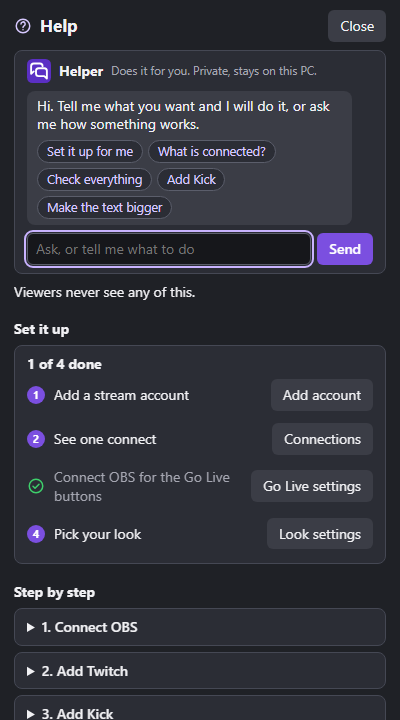 Help
Close
Helper Does it for you. Private, stays on this PC.
Hi. Tell me what you want and I will do it, or ask
me how something works.
Set it up for me
What is connected?
Check everything
Add Kick
Make the text bigger
Ask, or tell me what to do
Send
Viewers never see any of this.
Set it up
1 of 4 done
1 Add a stream account
Add account
2 See one connect
Connections
Connect OBS for the Go Live
buttons
Go Live settings
4 Pick your look
Look settings
Step by step
1. Connect OBS
2. Add Twitch
3. Add Kick